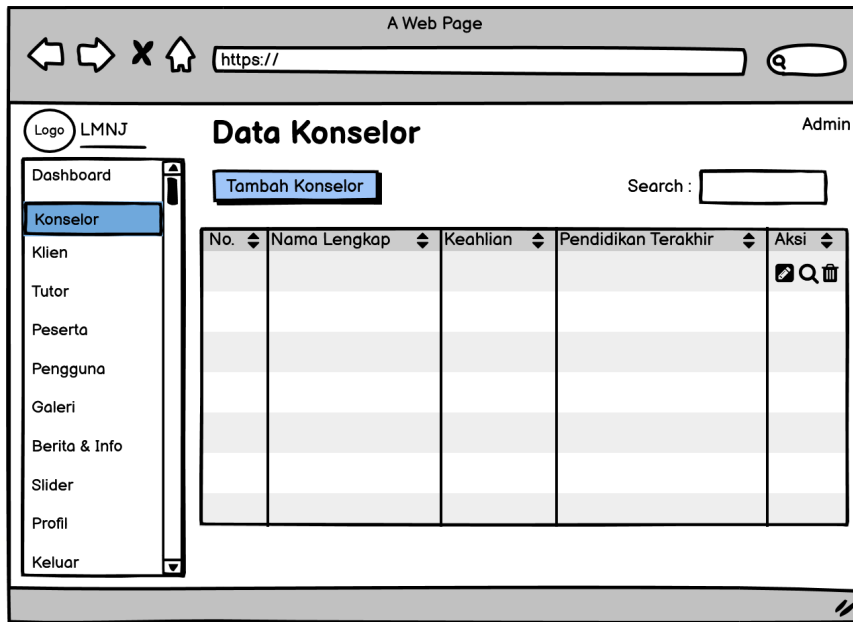 A Web Page
https://
Logo LMNJ
Data Konselor
Admin
Dashboard
Konselor
Klien
Tutor
Peserta
Pengguna
Galeri
Berita & Info
Slider
Profil
Keluar
Tambah Konselor
Search :
No. Nama Lengkap Keahlian Pendidikan Terakhir Aksi